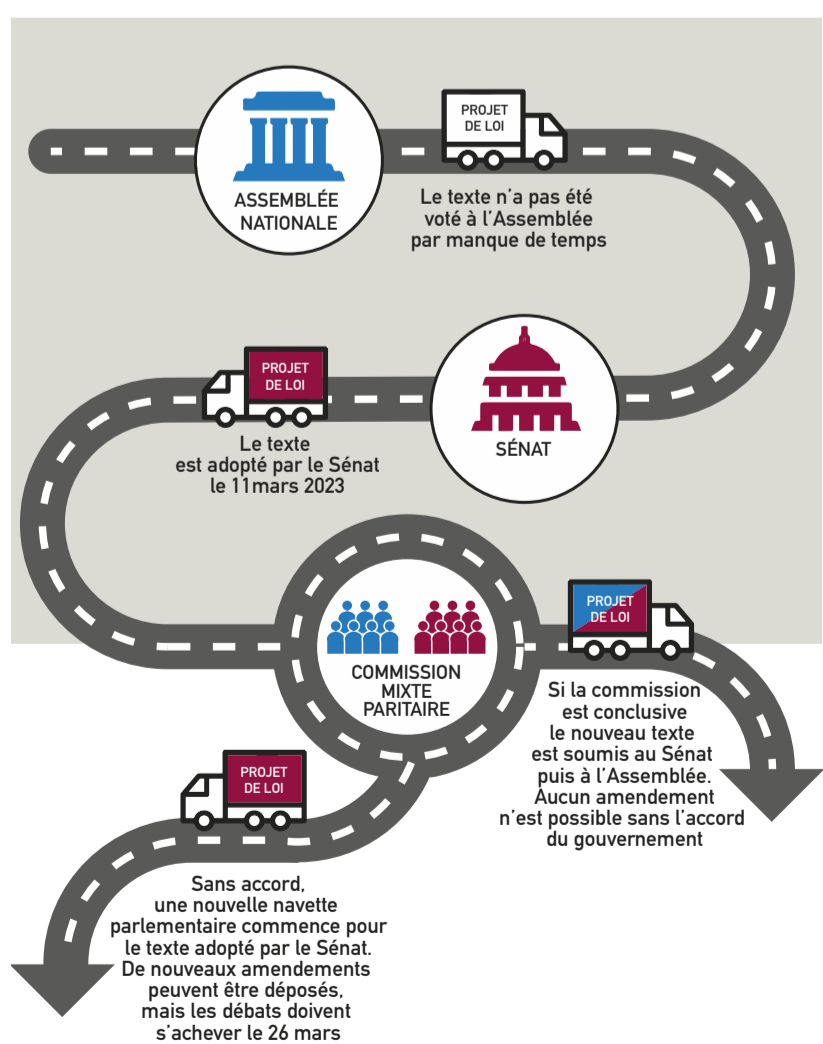 ASSEMBLÉE
NATIONALE
PROJET
DE LOI
Le texte n'a pas été
voté à l'Assemblée
par manque de temps
SÉNAT
PROJET
DE LOI
Le texte
est adopté par le Sénat
le 11mars 2023
COMMISSION
MIXTE
PARITAIRE
PROJET
DE LOI
Si la commission
est conclusive
le nouveau texte
est soumis au Sénat
puis à l'Assemblée.
Aucun amendement
n'est possible sans l'accord
du gouvernement
PROJET
DE LOI
Sans accord,
une nouvelle navette
parlementaire commence pour
le texte adopté par le Sénat.
De nouveaux amendements
peuvent être déposés,
mais les débats doivent
s'achever le 26 mars